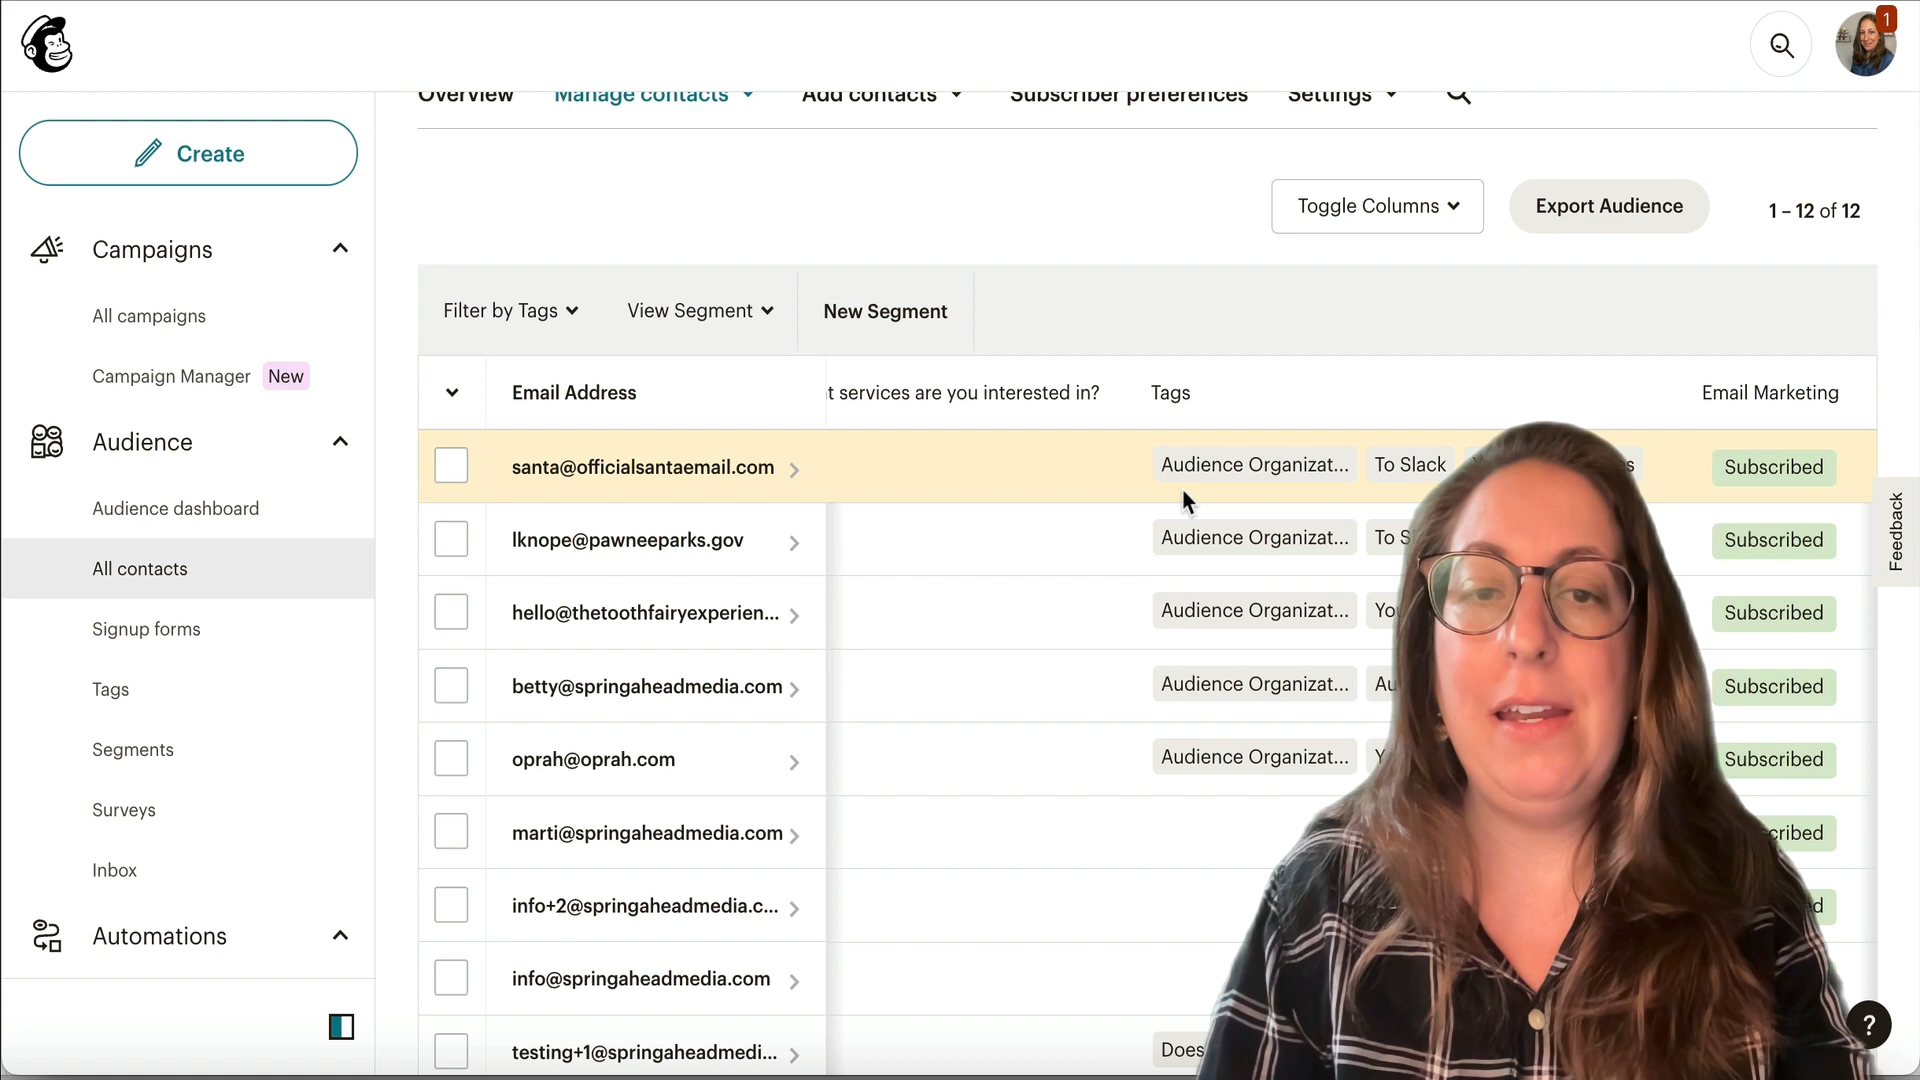 1
Overview Manage contacts Add contacts Subscriber preferences Settings
Create
Toggle Columns Export Audience 1 – 12 of 12
Campaigns
All campaigns
Campaign Manager New
Audience
Audience dashboard
All contacts
Signup forms
Tags
Segments
Surveys
Inbox
Automations
Filter by Tags View Segment New Segment
Email Address t services are you interested in? Tags Email Marketing
santa@officialsantaemail.com Audience Organizat... To Slack Subscribed
lknope@pawneeparks.gov Audience Organizat... To S Subscribed
hello@thetoothfairyexperien... Audience Organizat... You Subscribed
betty@springaheadmedia.com Audience Organizat... Au Subscribed
oprah@oprah.com Audience Organizat... Y Subscribed
marti@springaheadmedia.com cribed
info+2@springaheadmedia.c... ed
info@springaheadmedia.com
testing+1@springaheadmedi... Does
Feedback
?